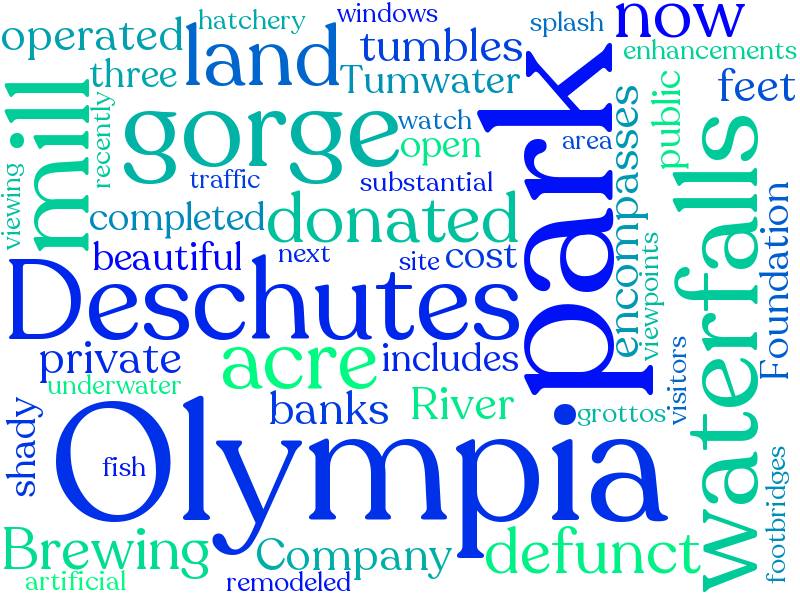 operated
hatchery
windows
splash
now
land
tumbles
enhancements
three
Tumwater
feet
mill
recently
gorge
watch
open
area
park
public
viewing
traffic
substantial
encompasses
waterfalls
completed
donated
beautiful
next
site
cost
viewpoints
Foundation
Deschutes
private
acre
includes
visitors
underwater
banks
River
grottos
shady
Olympia
fish
footbridges
Brewing
Company
defunct
artificial
remodeled